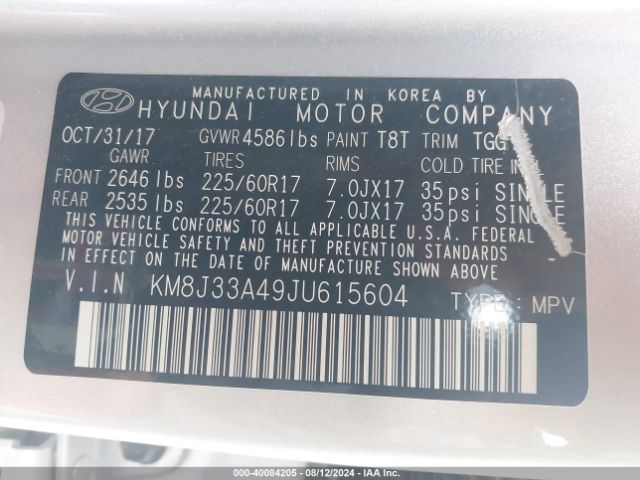 MANUFACTURED IN KOREA BY
HYUNDAI MOTOR COMPANY
OCT/31/17 GVWR 4586lbs PAINT T8T TRIM TGG
GAWR TIRES RIMS COLD TIRE
FRONT 2646 lbs 225/60R17 7.0JX17 35psi SINGLE
REAR 2535 lbs 225/60R17 7.0JX17 35psi SINGLE
THIS VEHICLE CONFORMS TO ALL APPLICABLE U.S.A. FEDERAL
MOTOR VEHICLE SAFETY AND THEFT PREVENTION STANDARDS
IN EFFECT ON THE DATE OF MANUFACTURE SHOWN ABOVE
V.I.N KM8J33A49JU615604 TYPE: MPV
000-40084205 - 08/12/2024 - IAA Inc.